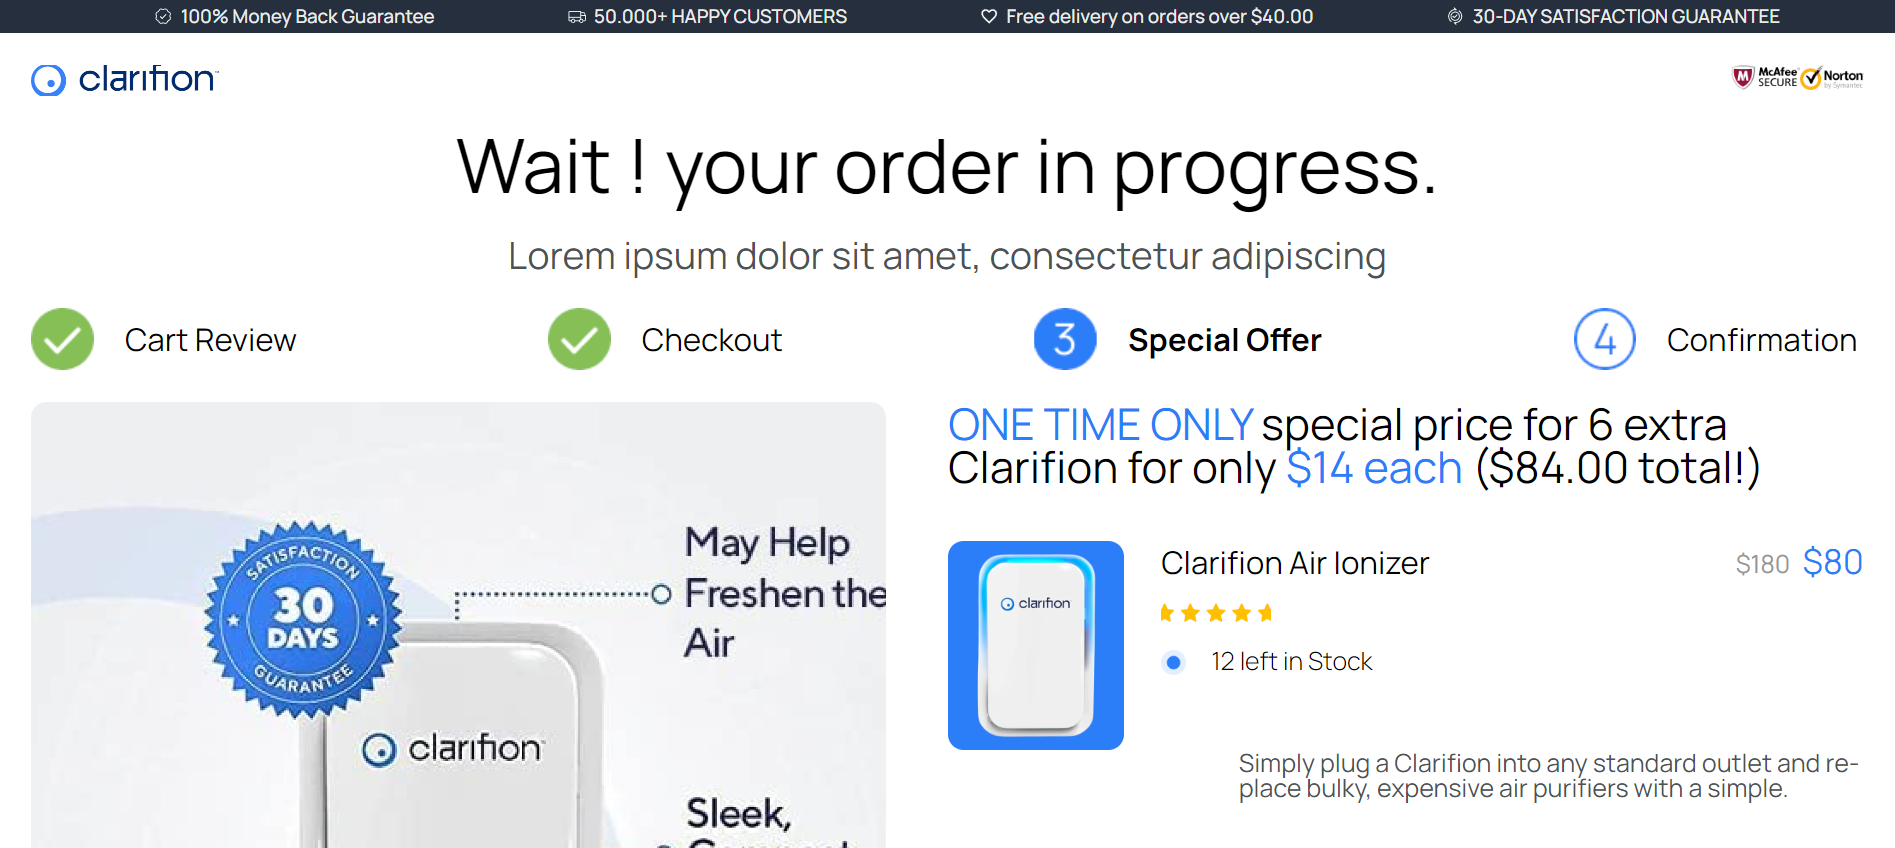 100% Money Back Guarantee
50.000+ HAPPY CUSTOMERS
Free delivery on orders over $40.00
30-DAY SATISFACTION GUARANTEE
clarifion
McAfee
SECURE
Norton
by Symantec
Wait ! your order in progress.
Lorem ipsum dolor sit amet, consectetur adipiscing
Cart Review
Checkout
3
Special Offer
4
Confirmation
SATISFACTION
30
DAYS
GUARANTEE
May Help
Freshen the
Air
clarifion
Sleek,
ONE TIME ONLY special price for 6 extra
Clarifion for only $14 each ($84.00 total!)
clarifion
Clarifion Air Ionizer
$180 $80
12 left in Stock
Simply plug a Clarifion into any standard outlet and re-
place bulky, expensive air purifiers with a simple.